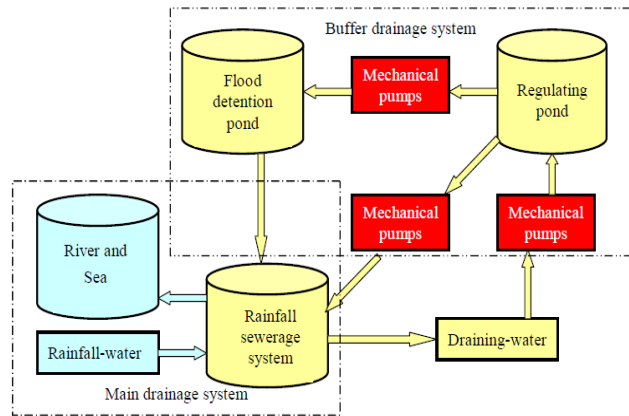 Buffer drainage system
Flood
detention
pond
Mechanical
pumps
Regulating
pond
Mechanical
pumps
Mechanical
pumps
River and
Sea
Rainfall
sewerage
system
Rainfall-water
Draining-water
Main drainage system